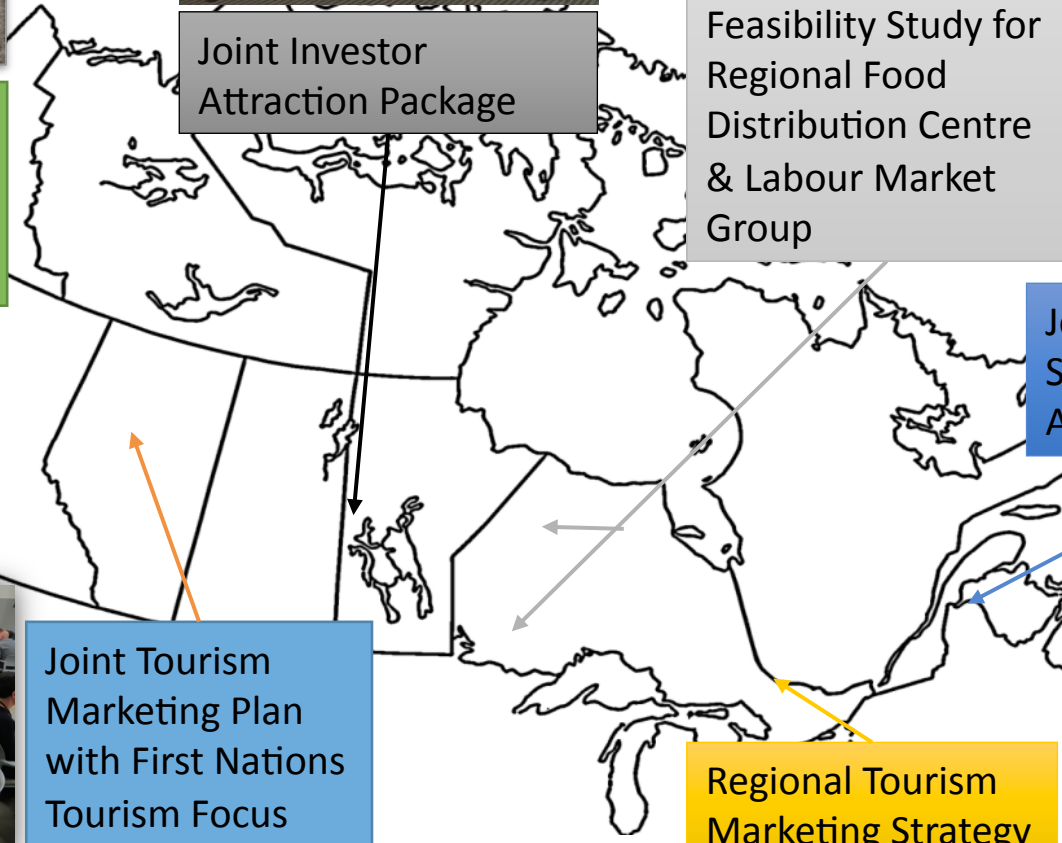 Joint Investor
Attraction Package
Feasibility Study for
Regional Food
Distribution Centre
& Labour Market
Group
Joint Tourism
Marketing Plan
with First Nations
Tourism Focus
Regional Tourism
Marketing Strategy